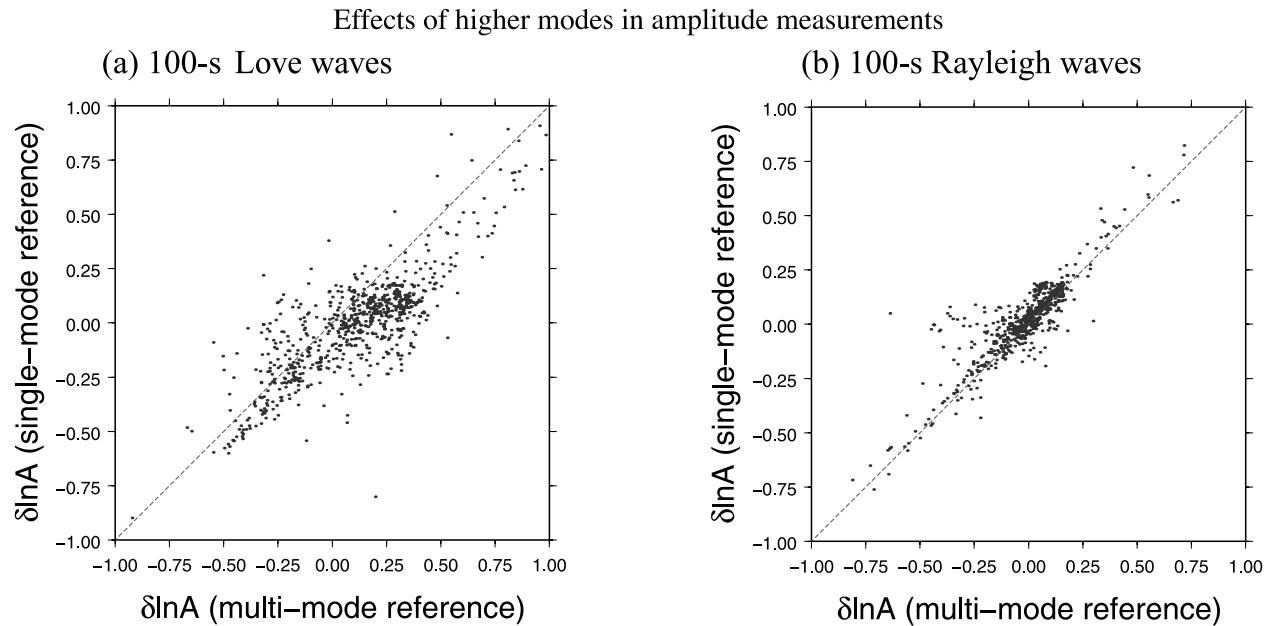 Effects of higher modes in amplitude measurements
(a) 100-s Love waves
1.00
0.75
0.50
0.25
0.00
−0.25
−0.50
−0.75
−1.00
−1.00 −0.75 −0.50 −0.25 0.00 0.25 0.50 0.75 1.00
δlnA (single−mode reference)
δlnA (multi−mode reference)
(b) 100-s Rayleigh waves
1.00
0.75
0.50
0.25
0.00
−0.25
−0.50
−0.75
−1.00
−1.00 −0.75 −0.50 −0.25 0.00 0.25 0.50 0.75 1.00
δlnA (single−mode reference)
δlnA (multi−mode reference)